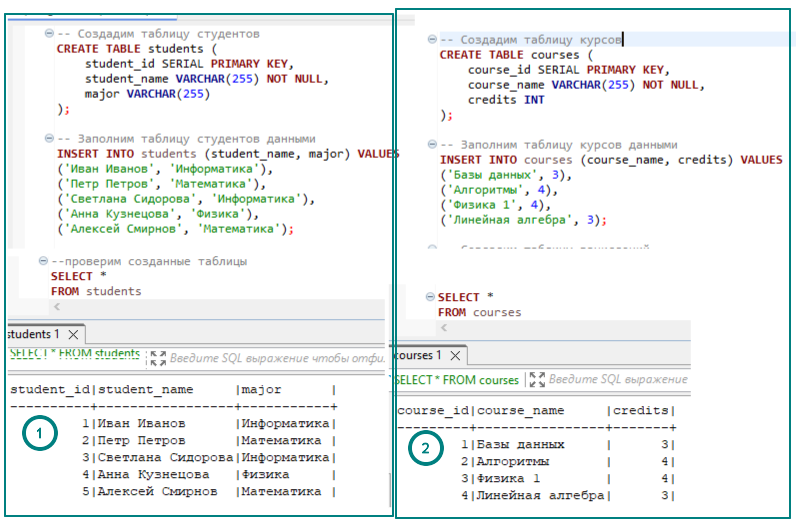 -- Создадим таблицу студентов
CREATE TABLE students (
student_id SERIAL PRIMARY KEY,
student_name VARCHAR(255) NOT NULL,
major VARCHAR(255)
);
-- Заполним таблицу студентов данными
INSERT INTO students (student_name, major) VALUES
('Иван Иванов', 'Информатика'),
('Петр Петров', 'Математика'),
('Светлана Сидорова', 'Информатика'),
('Анна Кузнецова', 'Физика'),
('Алексей Смирнов', 'Математика');
--проверим созданные таблицы
SELECT *
FROM students
students 1
SELECT * FROM students Введите SQL выражение чтобы отфи.
student_id|student_name |major |
----------+-----------------+-----------+
1|Иван Иванов |Информатика|
2|Петр Петров |Математика |
3|Светлана Сидорова|Информатика|
4|Анна Кузнецова |Физика |
5|Алексей Смирнов |Математика |
1
-- Создадим таблицу курсов
CREATE TABLE courses (
course_id SERIAL PRIMARY KEY,
course_name VARCHAR(255) NOT NULL,
credits INT
);
-- Заполним таблицу курсов данными
INSERT INTO courses (course_name, credits) VALUES
('Базы данных', 3),
('Алгоритмы', 4),
('Физика 1', 4),
('Линейная алгебра', 3);
SELECT *
FROM courses
courses 1
SELECT * FROM courses Введите SQL выражение
course_id|course_name |credits|
---------+----------------+-------+
1|Базы данных | 3|
2|Алгоритмы | 4|
3|Физика 1 | 4|
4|Линейная алгебра| 3|
2